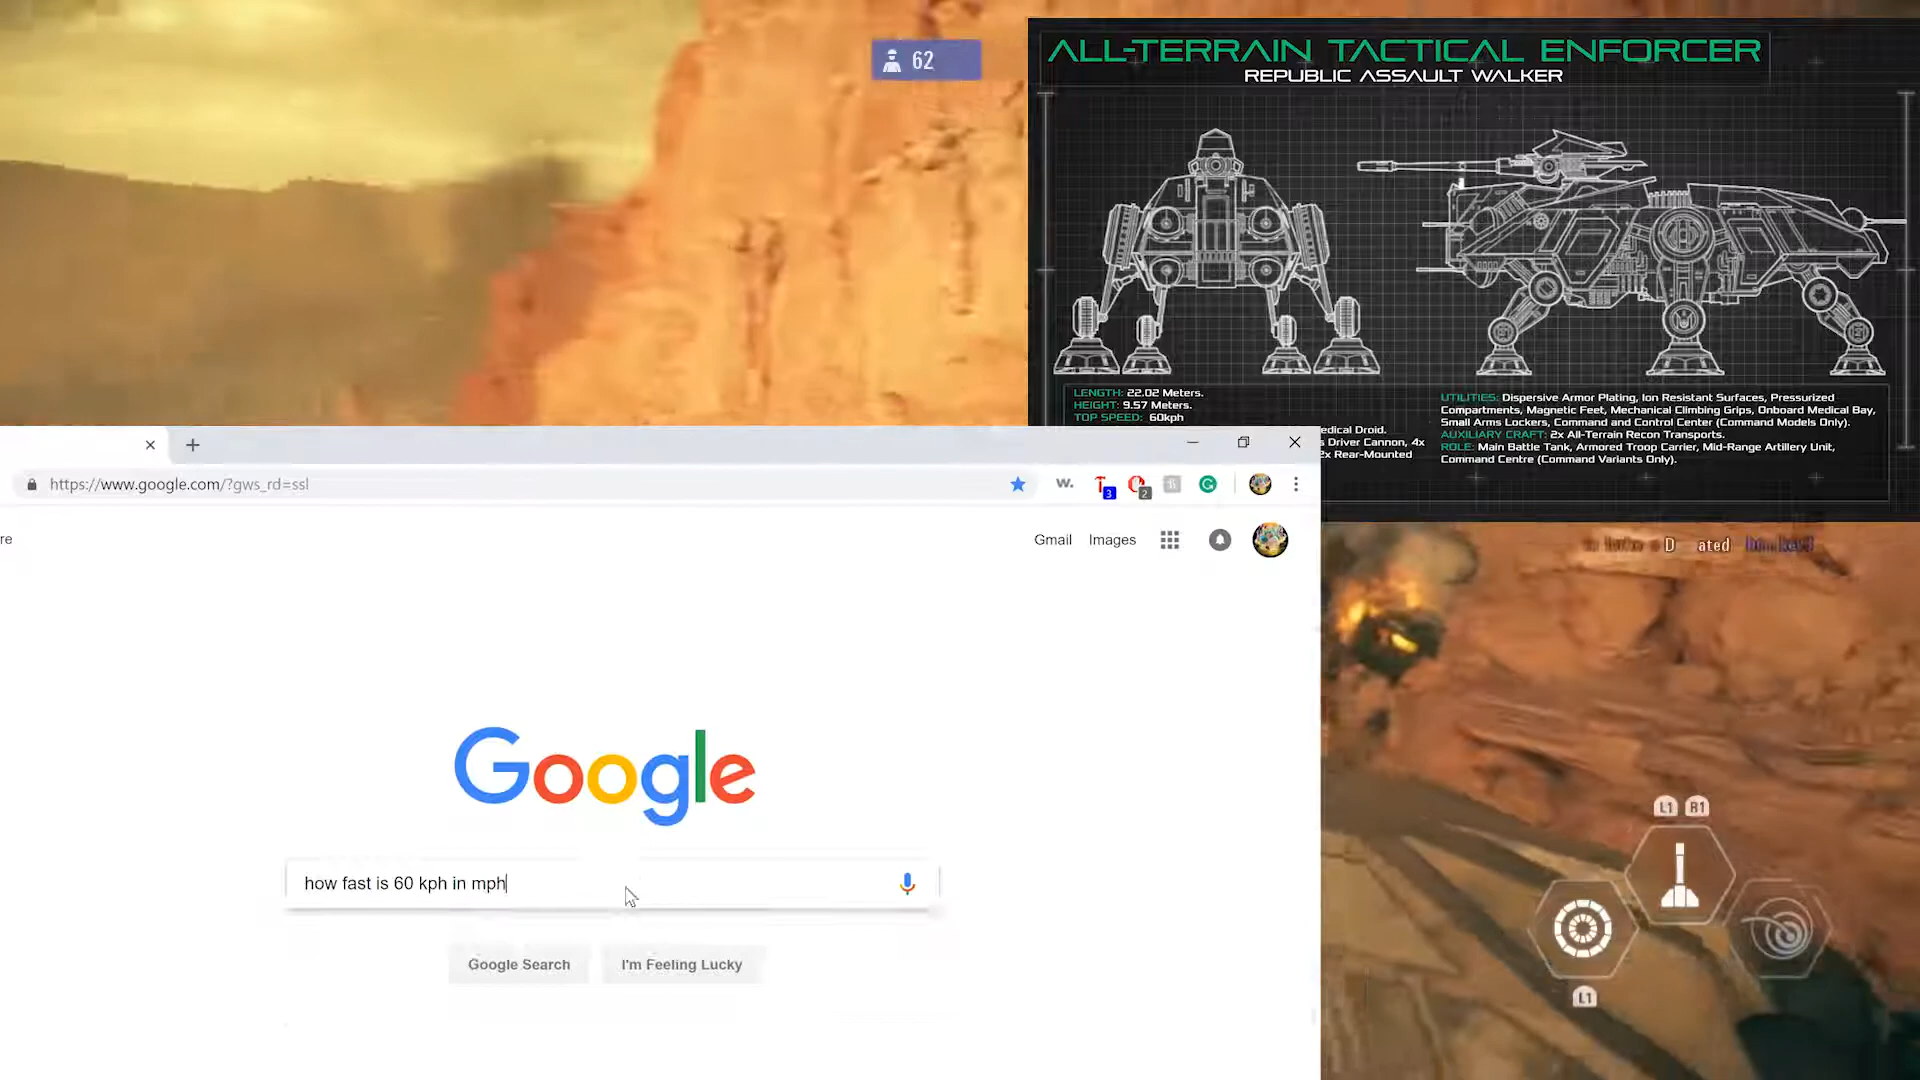 62
ALL-TERRAIN TACTICAL ENFORCER
REPUBLIC ASSAULT WALKER
LENGTH: 22.02 Meters.
HEIGHT: 9.57 Meters.
TOP SPEED: 60kph
edical Droid.
s Driver Cannon, 4x
2x Rear-Mounted
UTILITIES: Dispersive Armor Plating, Ion Resistant Surfaces, Pressurized
Compartments, Magnetic Feet, Mechanical Climbing Grips, Onboard Medical Bay,
Small Arms Lockers, Command and Control Center (Command Models Only).
AUXILIARY CRAFT: 2x All-Terrain Recon Transports.
ROLE: Main Battle Tank, Armored Troop Carrier, Mid-Range Artillery Unit,
Command Centre (Command Variants Only).
https://www.google.com/?gws_rd=ssl
w.
3
2
re
Gmail Images
Google
how fast is 60 kph in mph
Google Search I'm Feeling Lucky
D ated
L1 R1
L1